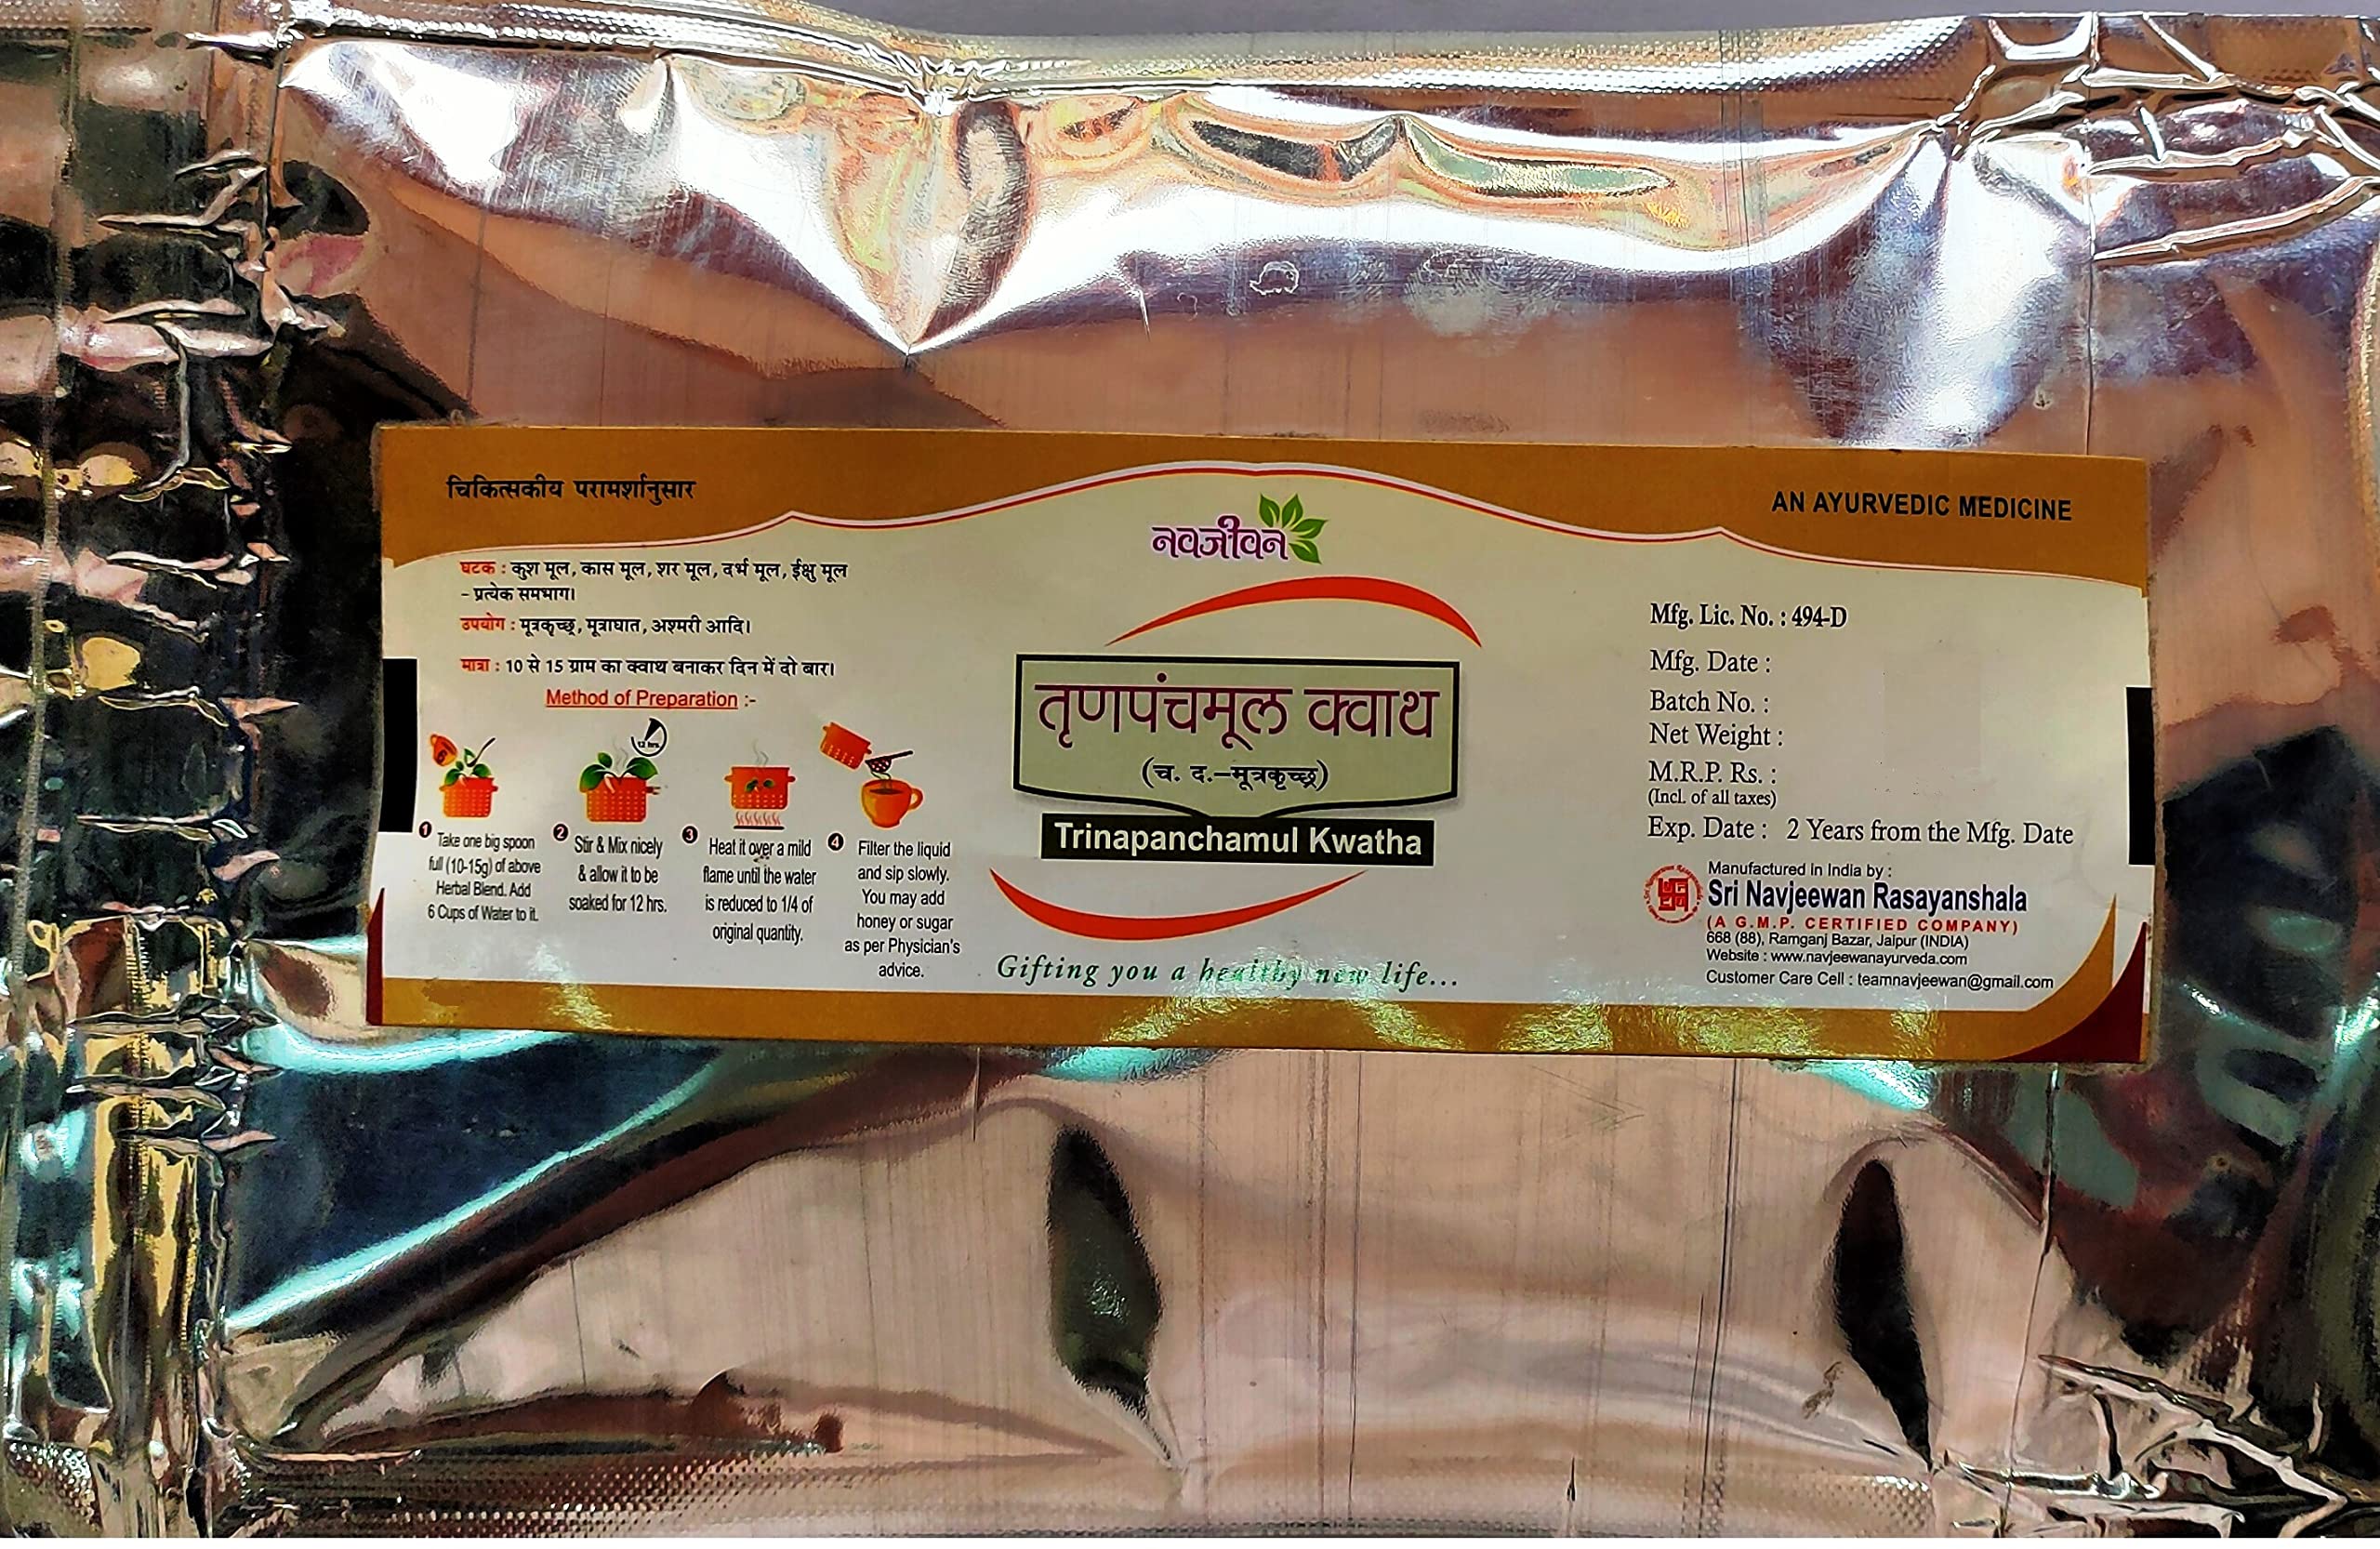 चिकित्सकीय परामर्शानुसार
AN AYURVEDIC MEDICINE
नवजीवन
घटक : कुश मूल, कास मूल, शर मूल, दर्भ मूल, ईक्षु मूल
- प्रत्येक समभाग।
उपयोग : मूत्रकृच्छ्र, मूत्राघात, अश्मरी आदि।
मात्रा : 10 से 15 ग्राम का क्वाथ बनाकर दिन में दो बार।
Method of Preparation :-
12 hrs.
1 Take one big spoon
full (10-15g) of above
Herbal Blend. Add
6 Cups of Water to it.
2 Stir & Mix nicely
& allow it to be
soaked for 12 hrs.
3 Heat it over a mild
flame until the water
is reduced to 1/4 of
original quantity.
4 Filter the liquid
and sip slowly.
You may add
honey or sugar
as per Physician's
advice.
तृणपंचमूल क्वाथ
(च. द.–मूत्रकृच्छ्र)
Trinapanchamul Kwatha
Gifting you a healthy new life...
Mfg. Lic. No. : 494-D
Mfg. Date :
Batch No. :
Net Weight :
M.R.P. Rs. :
(Incl. of all taxes)
Exp. Date : 2 Years from the Mfg. Date
Manufactured in India by :
Sri Navjeewan Rasayanshala
(A G.M.P. CERTIFIED COMPANY)
668 (88), Ramganj Bazar, Jaipur (INDIA)
Website : www.navjeewanayurveda.com
Customer Care Cell : teamnavjeewan@gmail.com